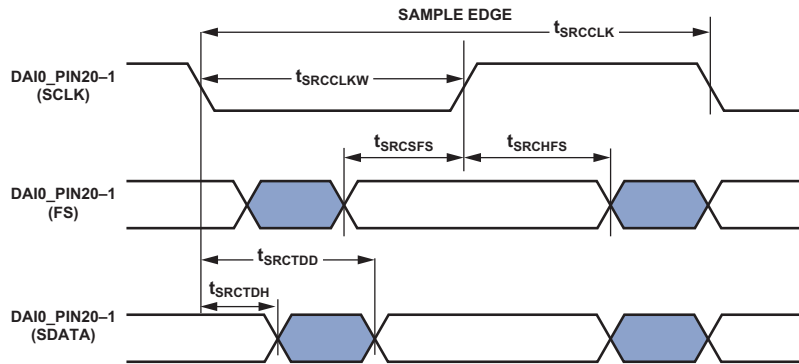 SAMPLE EDGE
tSRCCLK
DAI0_PIN20–1
(SCLK)
tSRCCLKW
tSRCSFS
tSRCHFS
DAI0_PIN20–1
(FS)
tSRCTDD
tSRCTDH
DAI0_PIN20–1
(SDATA)